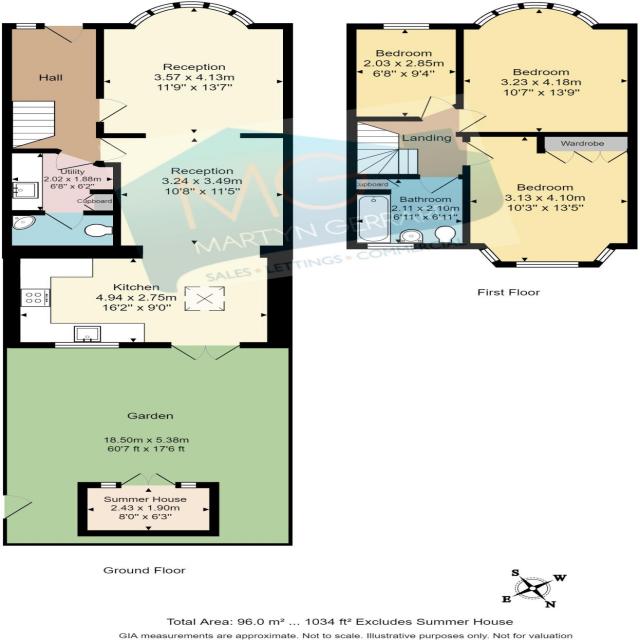 Hall
Reception
3.57 x 4.13m
11'9" x 13'7"
Reception
3.24 x 3.49m
10'8" x 11'5"
Utility
2.02 x 1.88m
6'8" x 6'2"
Cupboard
Kitchen
4.94 x 2.75m
16'2" x 9'0"
Garden
18.50m x 5.38m
60'7 ft x 17'6 ft
Summer House
2.43 x 1.90m
8'0" x 6'3"
Ground Floor
Bedroom
2.03 x 2.85m
6'8" x 9'4"
Bedroom
3.23 x 4.18m
10'7" x 13'9"
Landing
Wardrobe
Cupboard
Bathroom
2.11 x 2.10m
6'11" x 6'11"
Bedroom
3.13 x 4.10m
10'3" x 13'5"
First Floor
MG
MARTYN GERRARD
SALES • LETTINGS • COMMERCIAL
S
W
E
N
Total Area: 96.0 m² ... 1034 ft² Excludes Summer House
GIA measurements are approximate. Not to scale. Illustrative purposes only. Not for valuation